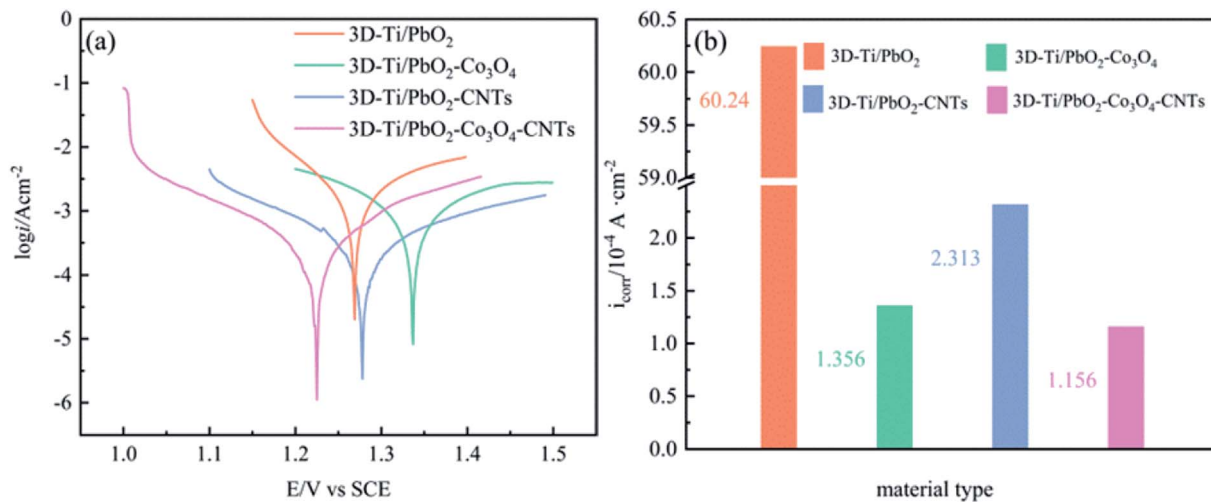 (a)
3D-Ti/PbO₂
3D-Ti/PbO₂-Co₃O₄
3D-Ti/PbO₂-CNTs
3D-Ti/PbO₂-Co₃O₄-CNTs
0
-1
-2
-3
-4
-5
-6
logi/Acm⁻²
1.0 1.1 1.2 1.3 1.4 1.5
E/V vs SCE
(b)
3D-Ti/PbO₂ 3D-Ti/PbO₂-Co₃O₄
3D-Ti/PbO₂-CNTs 3D-Ti/PbO₂-Co₃O₄-CNTs
60.5
60.0
59.5
59.0
2.0
1.5
1.0
0.5
0.0
i_corr/10⁻⁴ A·cm⁻²
60.24
1.356
2.313
1.156
material type